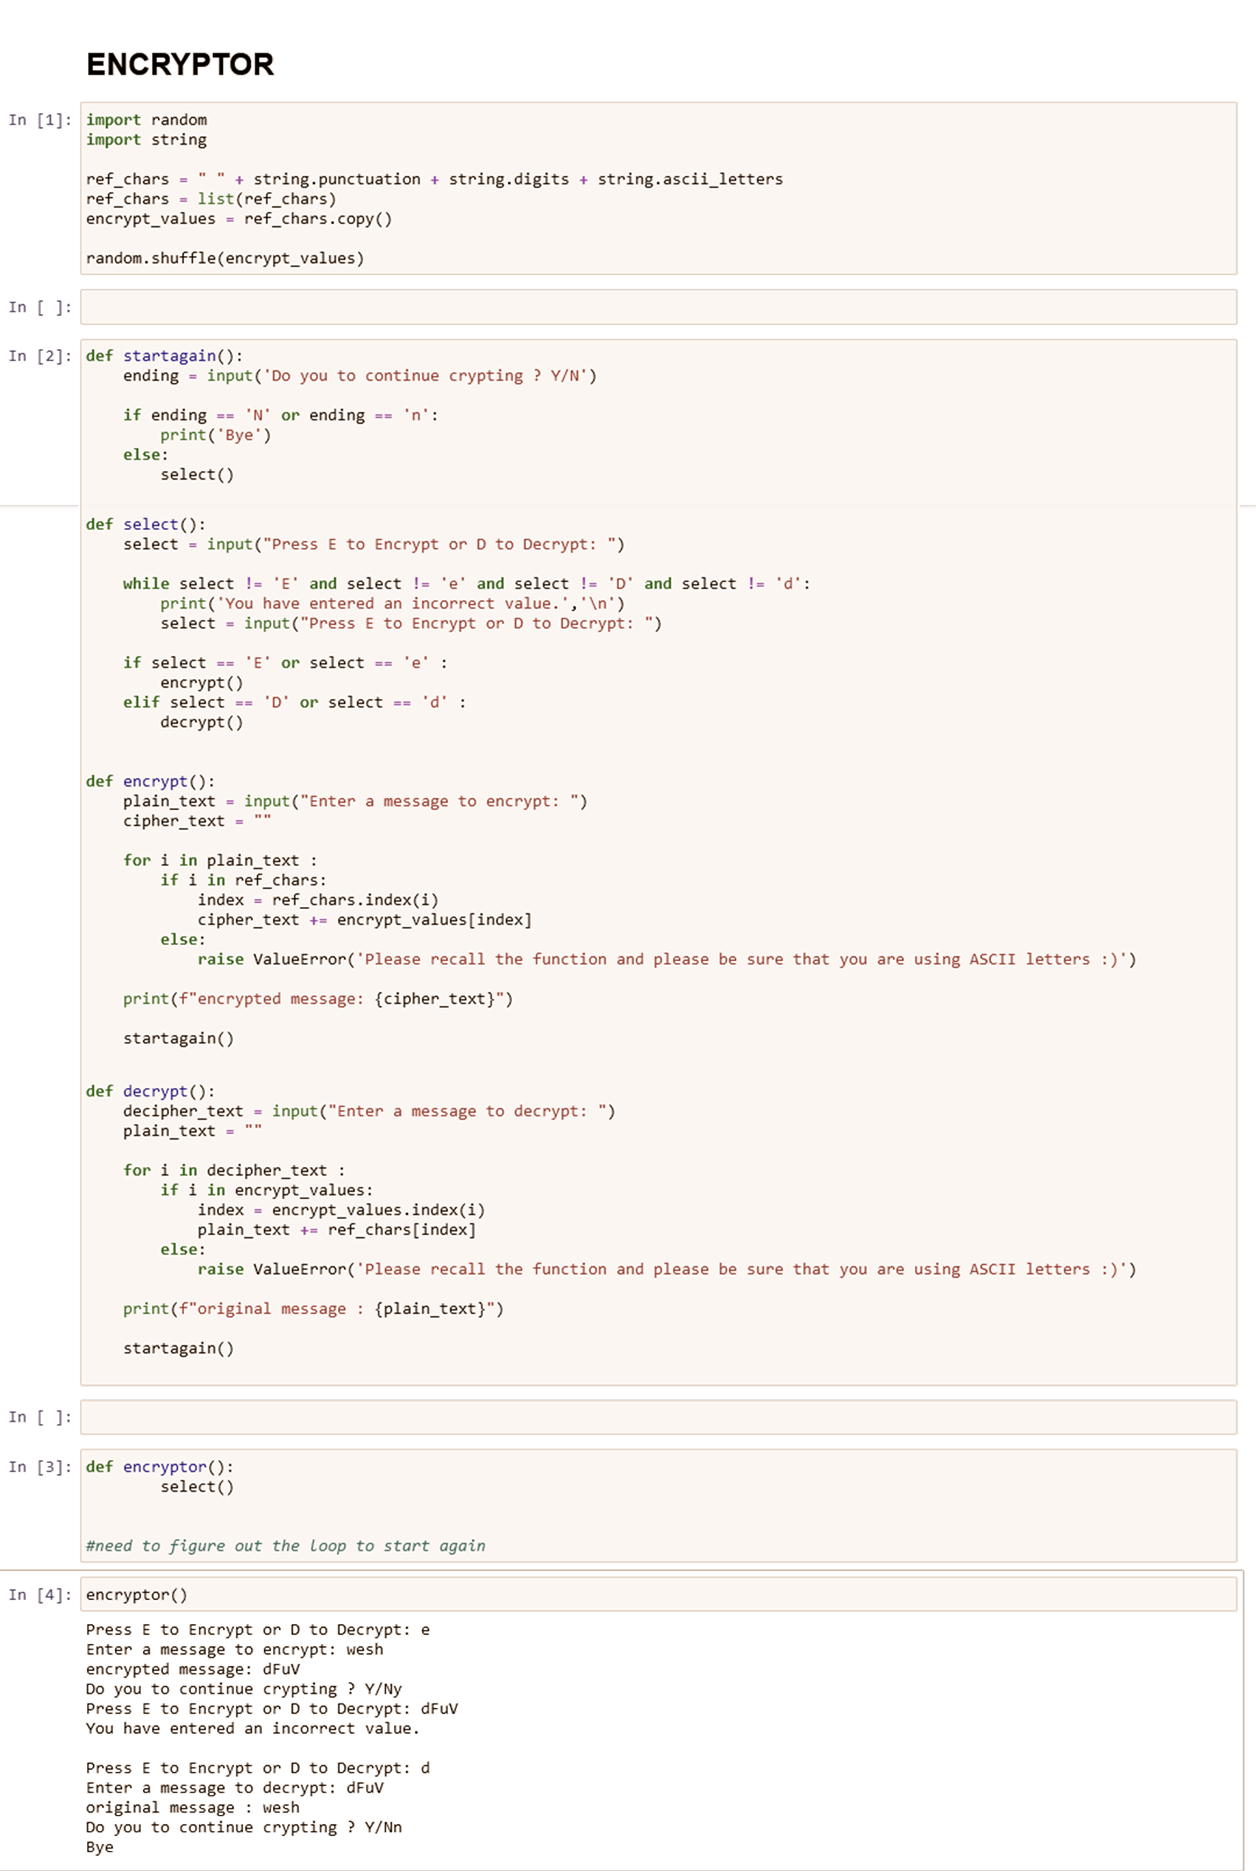 ENCRYPTOR
In [1]:
import random
import string
ref_chars = " " + string.punctuation + string.digits + string.ascii_letters
ref_chars = list(ref_chars)
encrypt_values = ref_chars.copy()
random.shuffle(encrypt_values)
In [ ]:
In [2]:
def startagain():
    ending = input('Do you to continue crypting ? Y/N')
    if ending == 'N' or ending == 'n':
        print('Bye')
    else:
        select()
def select():
    select = input("Press E to Encrypt or D to Decrypt: ")
    while select != 'E' and select != 'e' and select != 'D' and select != 'd':
        print('You have entered an incorrect value.','\n')
        select = input("Press E to Encrypt or D to Decrypt: ")
    if select == 'E' or select == 'e' :
        encrypt()
    elif select == 'D' or select == 'd' :
        decrypt()
def encrypt():
    plain_text = input("Enter a message to encrypt: ")
    cipher_text = ""
    for i in plain_text :
        if i in ref_chars:
            index = ref_chars.index(i)
            cipher_text += encrypt_values[index]
        else:
            raise ValueError('Please recall the function and please be sure that you are using ASCII letters :)')
    print(f"encrypted message: {cipher_text}")
    startagain()
def decrypt():
    decipher_text = input("Enter a message to decrypt: ")
    plain_text = ""
    for i in decipher_text :
        if i in encrypt_values:
            index = encrypt_values.index(i)
            plain_text += ref_chars[index]
        else:
            raise ValueError('Please recall the function and please be sure that you are using ASCII letters :)')
    print(f"original message : {plain_text}")
    startagain()
In [ ]:
In [3]:
def encryptor():
        select()
#need to figure out the loop to start again
In [4]:
encryptor()
Press E to Encrypt or D to Decrypt: e
Enter a message to encrypt: wesh
encrypted message: dFuV
Do you to continue crypting ? Y/Ny
Press E to Encrypt or D to Decrypt: dFuV
You have entered an incorrect value.
Press E to Encrypt or D to Decrypt: d
Enter a message to decrypt: dFuV
original message : wesh
Do you to continue crypting ? Y/Nn
Bye